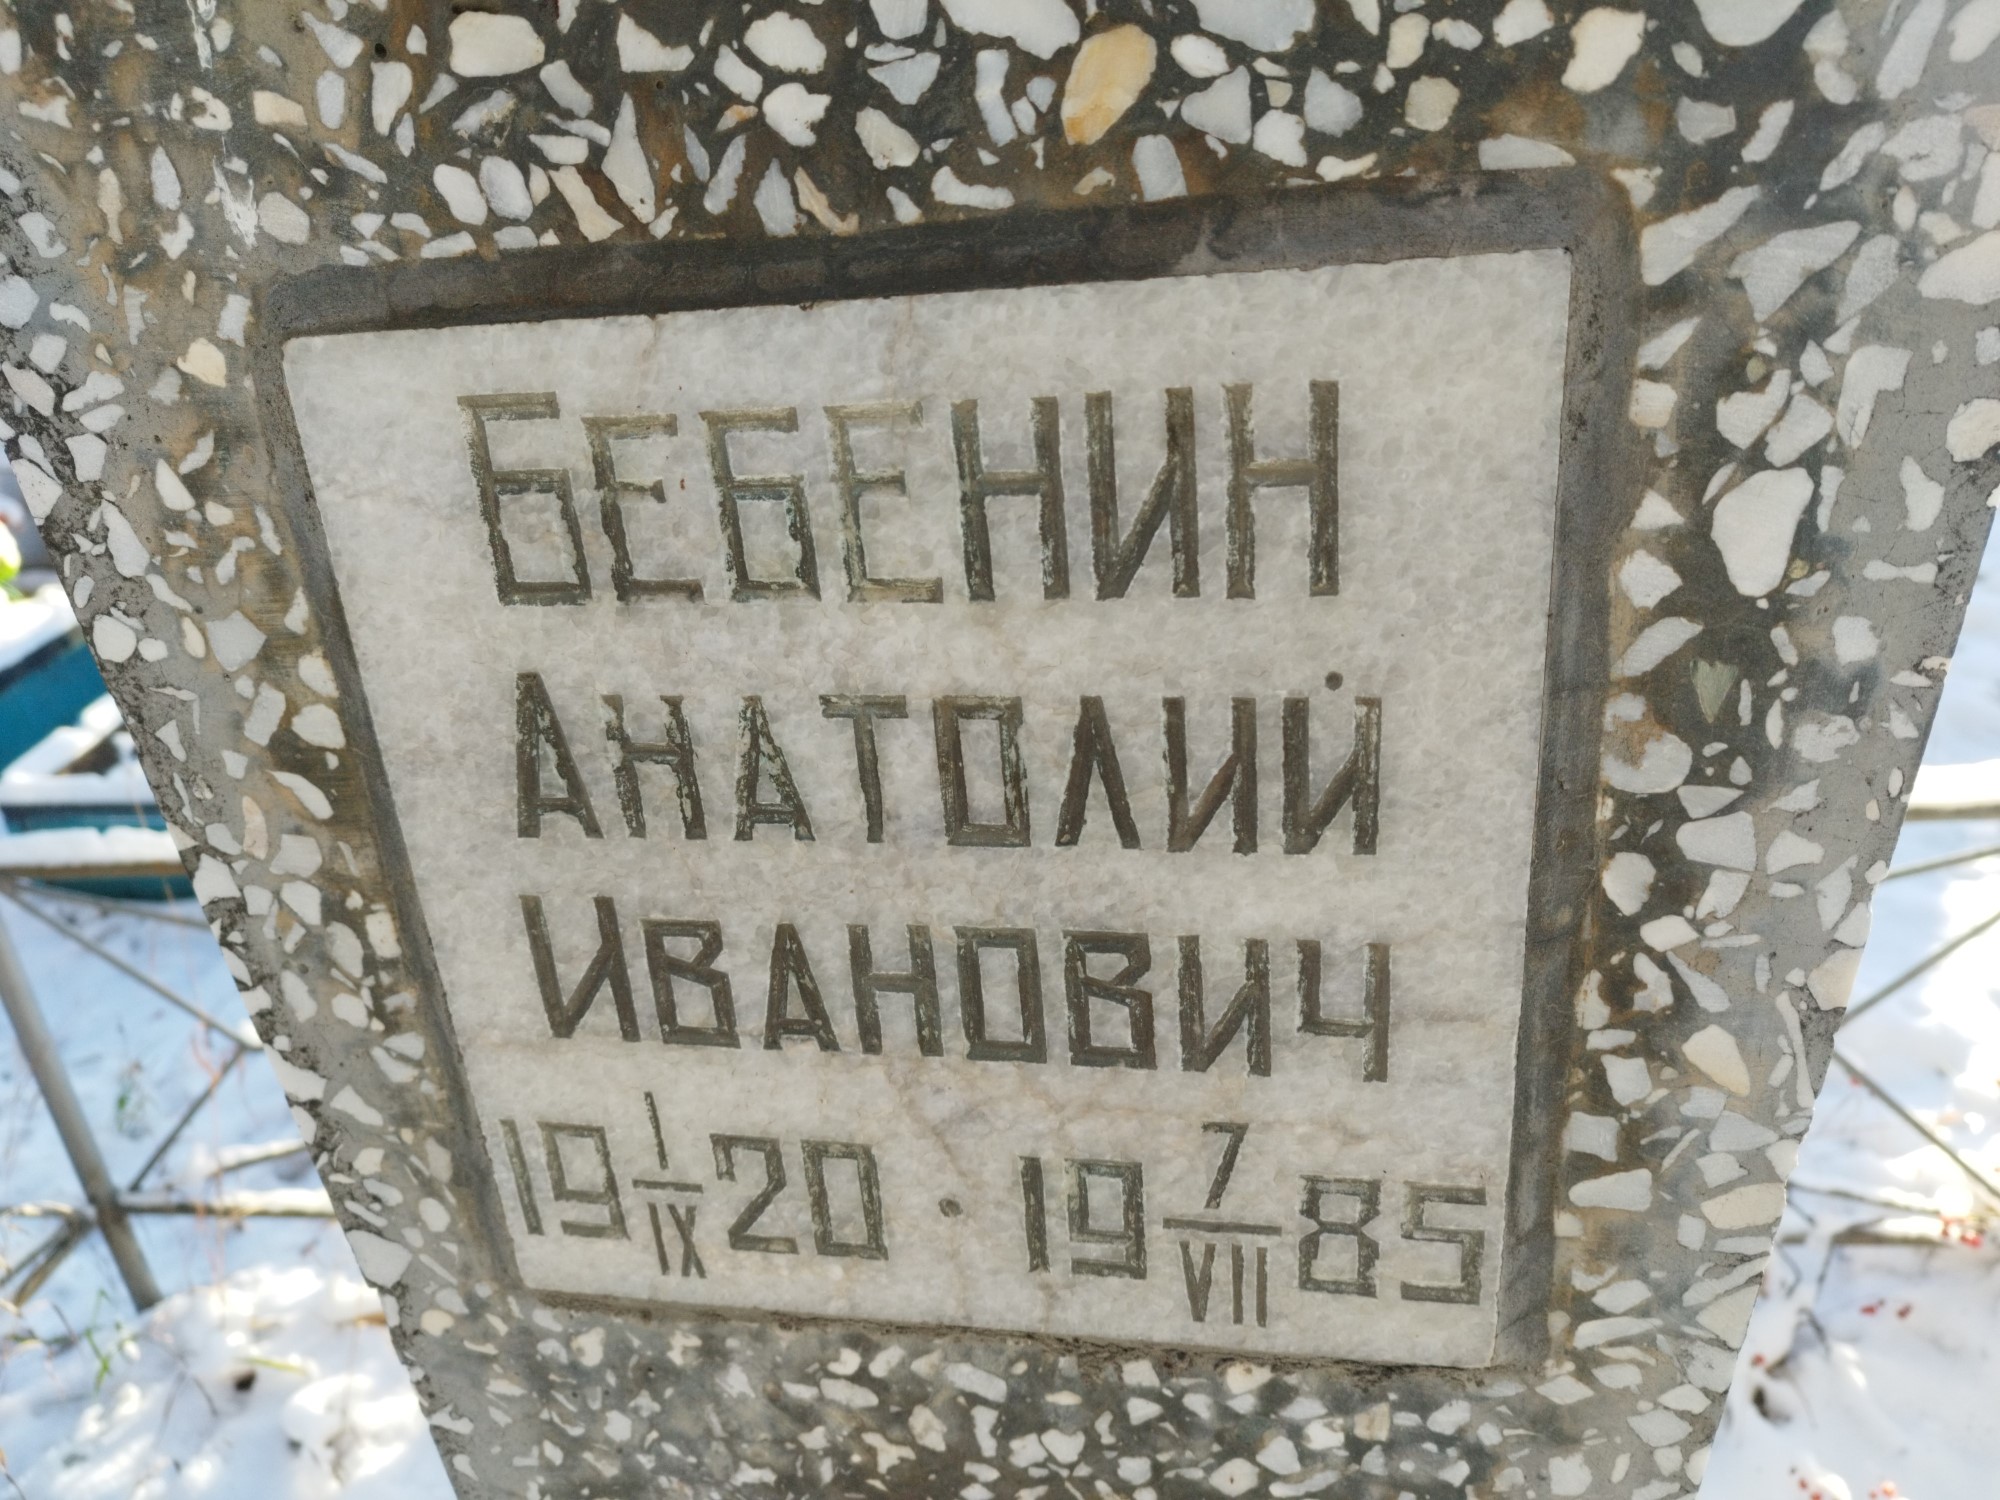 БЕБЕНИН
АНАТОЛИЙ
ИВАНОВИЧ
19 1/IX 20 · 19 7/VII 85